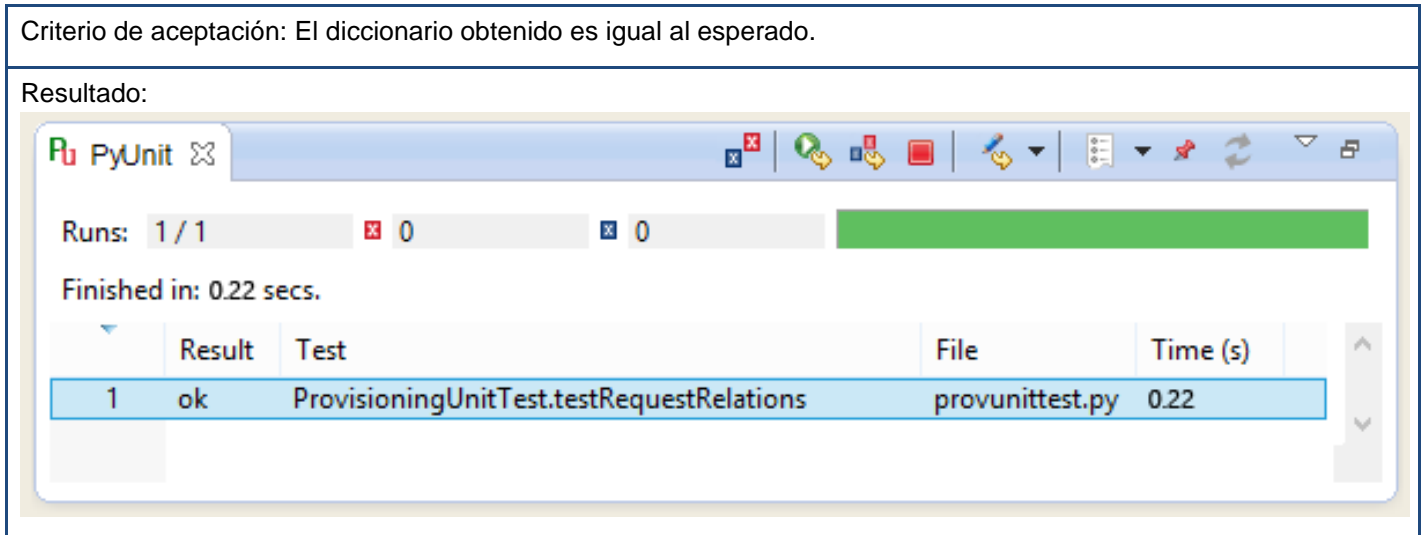 Criterio de aceptación: El diccionario obtenido es igual al esperado.
Resultado:
Pu PyUnit
Runs: 1 / 1 0 0
Finished in: 0.22 secs.
Result Test File Time (s)
1 ok ProvisioningUnitTest.testRequestRelations provunittest.py 0.22